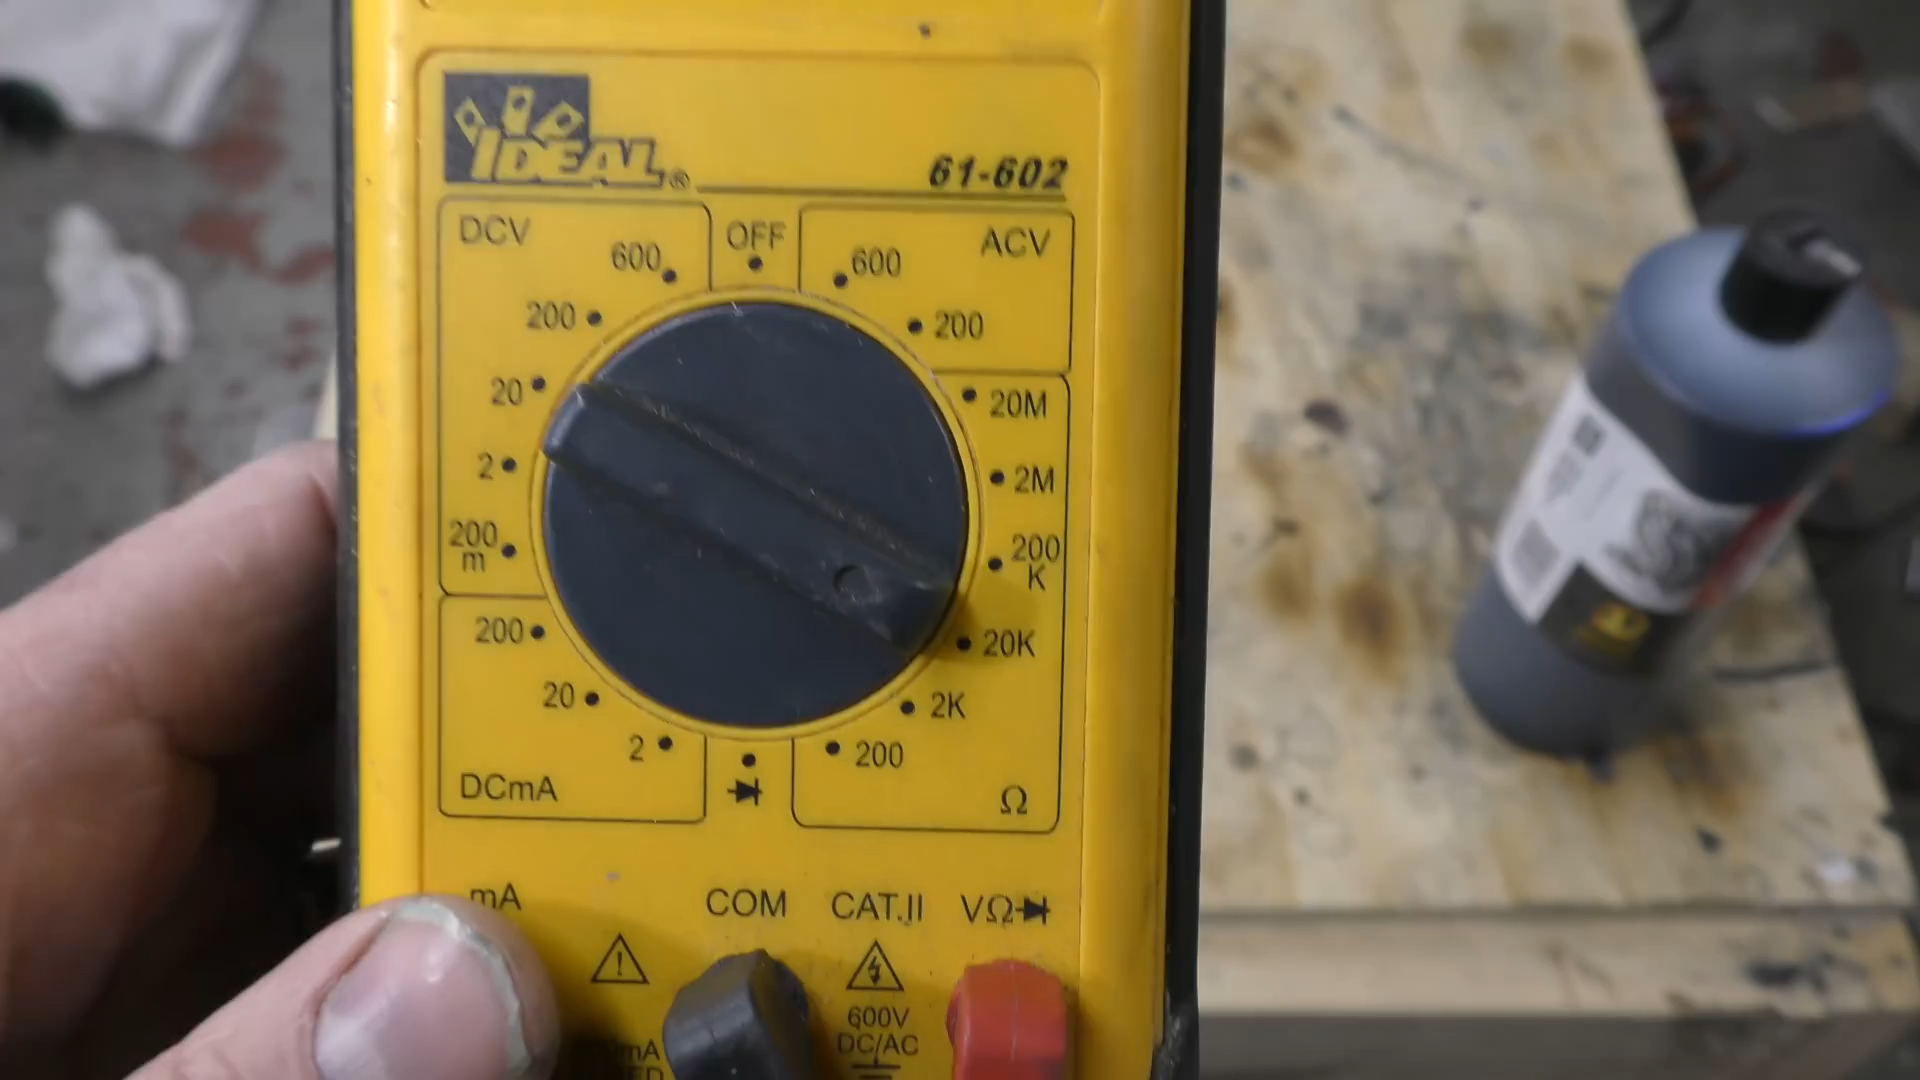 IDEAL®
61-602
DCV
OFF
ACV
600
600
200
200
20
20M
2
2M
200
m
200
K
200
20K
20
2K
2
200
DCmA
Ω
mA
COM
CAT.II
VΩ
600V
DC/AC